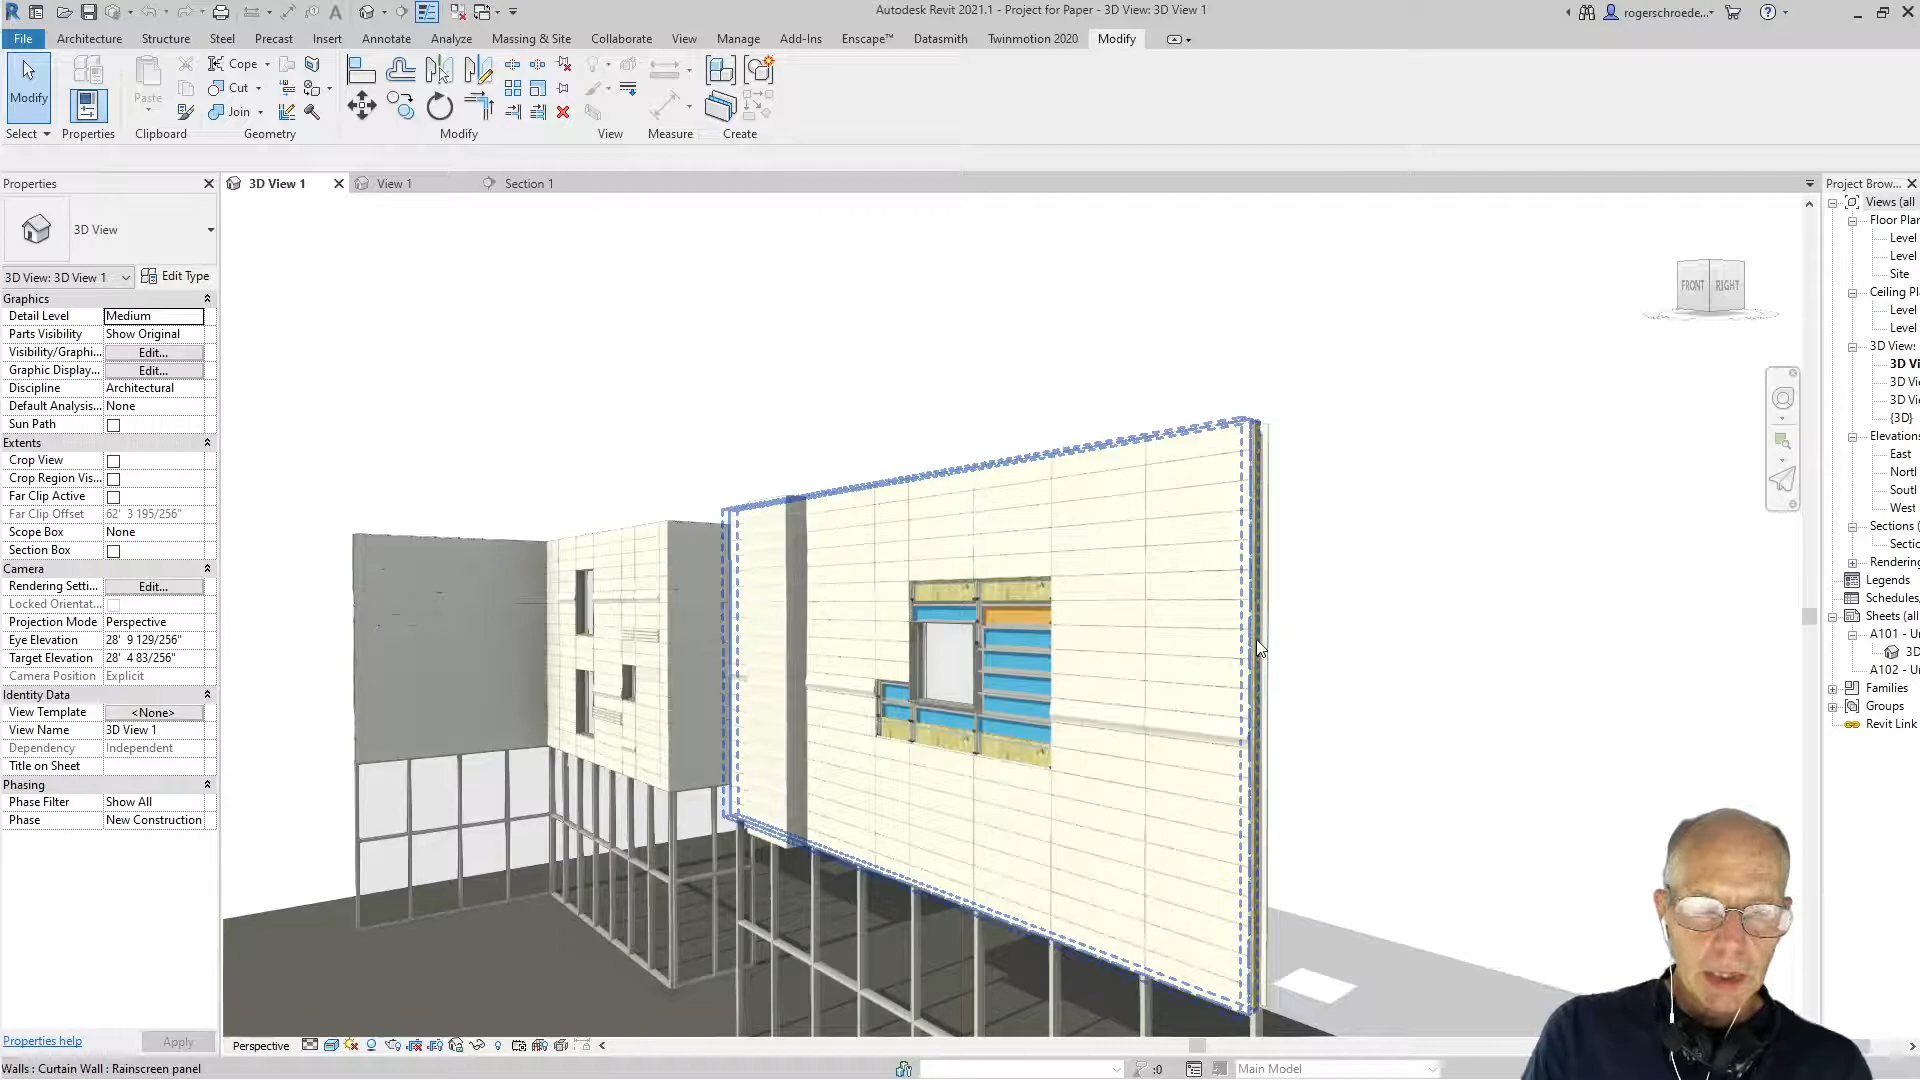 Autodesk Revit 2021.1 - Project for Paper - 3D View: 3D View 1
rogerschroede...
File Architecture Structure Steel Precast Insert Annotate Analyze Massing & Site Collaborate View Manage Add-Ins Enscape™ Datasmith Twinmotion 2020 Modify
Modify
Paste
Cope
Cut
Join
Select Properties Clipboard Geometry Modify View Measure Create
Properties
3D View 1 View 1 Section 1
3D View
3D View: 3D View 1 Edit Type
Graphics
Detail Level Medium
Parts Visibility Show Original
Visibility/Graphi... Edit...
Graphic Display... Edit...
Discipline Architectural
Default Analysis... None
Sun Path
Extents
Crop View
Crop Region Vis...
Far Clip Active
Far Clip Offset 62' 3 195/256"
Scope Box None
Section Box
Camera
Rendering Setti... Edit...
Locked Orientat...
Projection Mode Perspective
Eye Elevation 28' 9 129/256"
Target Elevation 28' 4 83/256"
Camera Position Explicit
Identity Data
View Template <None>
View Name 3D View 1
Dependency Independent
Title on Sheet
Phasing
Phase Filter Show All
Phase New Construction
Properties help Apply
FRONT RIGHT
Project Brow...
Views (all
Floor Plan
Level
Level
Site
Ceiling Pl
Level
Level
3D View:
3D Vi
3D Vie
3D Vie
{3D}
Elevations
East
North
South
West
Sections (
Sectic
Rendering
Legends
Schedules,
Sheets (all
A101 - U
3D
A102 - U
Families
Groups
Revit Link
Perspective
Walls : Curtain Wall : Rainscreen panel
:0
Main Model